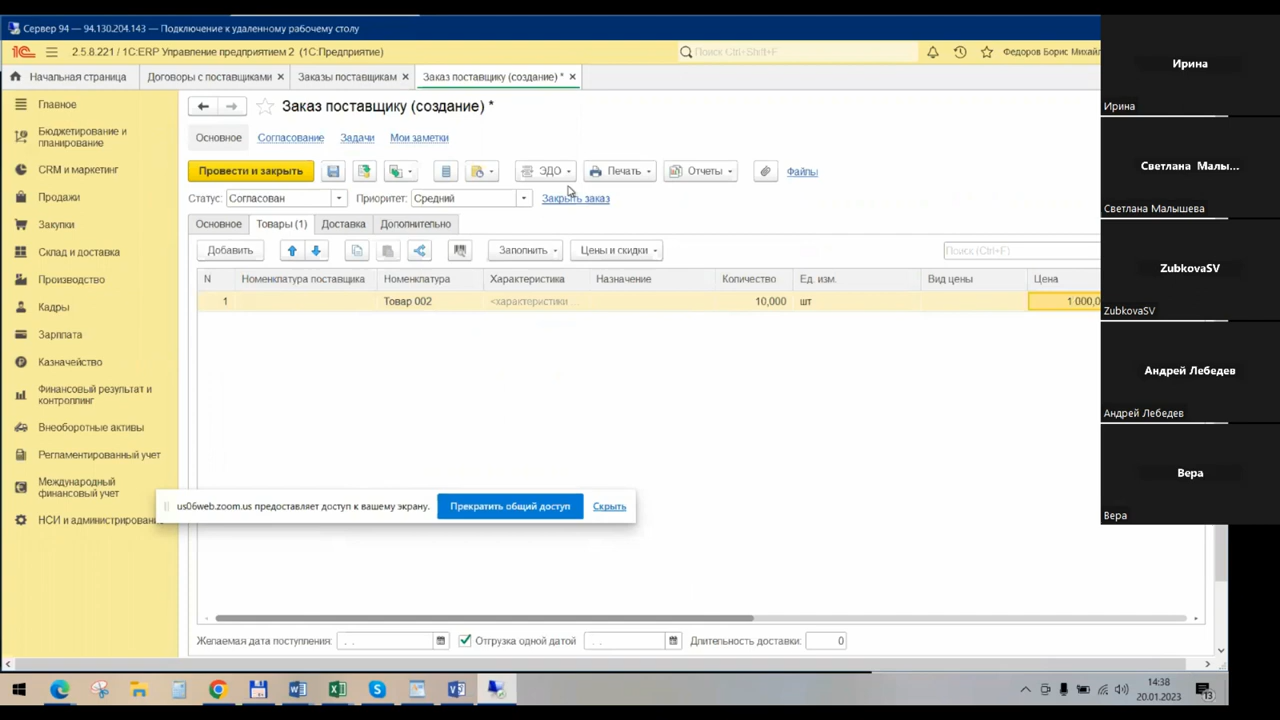 Сервер 94 — 94.130.204.143 — Подключение к удаленному рабочему столу
2.5.8.221 / 1С:ERP Управление предприятием 2 (1С:Предприятие)
Поиск Ctrl+Shift+F
Федоров Борис Михайл
Начальная страница
Договоры с поставщиками ×
Заказы поставщикам ×
Заказ поставщику (создание) * ×
Главное
Бюджетирование и
планирование
CRM и маркетинг
Продажи
Закупки
Склад и доставка
Производство
Кадры
Зарплата
Казначейство
Финансовый результат и
контроллинг
Внеоборотные активы
Регламентированный учет
Международный
финансовый учет
НСИ и администрирован
Заказ поставщику (создание) *
Основное
Согласование
Задачи
Мои заметки
Провести и закрыть
ЭДО
Печать
Отчеты
Файлы
Статус: Согласован
Приоритет: Средний
Закрыть заказ
Основное
Товары (1)
Доставка
Дополнительно
Добавить
Заполнить
Цены и скидки
Поиск (Ctrl+F)
N Номенклатура поставщика Номенклатура Характеристика Назначение Количество Ед. изм. Вид цены Цена
1 Товар 002 <характеристики ... 10,000 шт 1 000,0
us06web.zoom.us предоставляет доступ к вашему экрану.
Прекратить общий доступ
Скрыть
Желаемая дата поступления: . .
Отгрузка одной датой . .
Длительность доставки: 0
Ирина
Ирина
Светлана Малы...
Светлана Малышева
ZubkovaSV
ZubkovaSV
Андрей Лебедев
Андрей Лебедев
Вера
Вера
14:38
20.01.2023
13